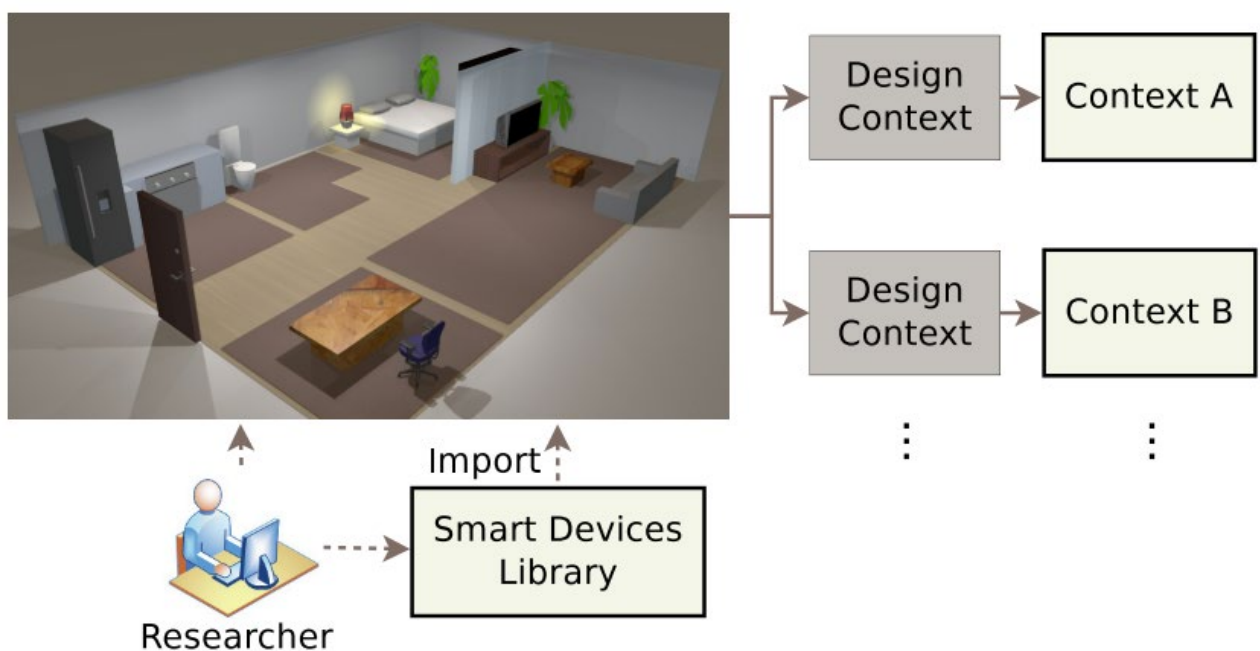 Design
Context
Context A
Design
Context
Context B
⋮
⋮
Import
Smart Devices
Library
Researcher